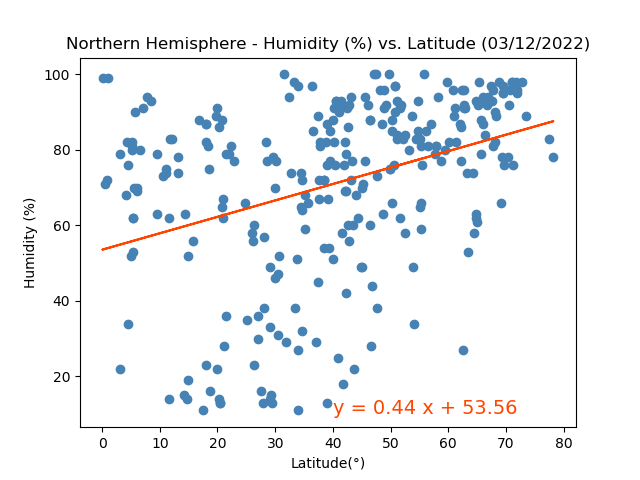 Northern Hemisphere - Humidity (%) vs. Latitude (03/12/2022)
100
80
60
40
20
Humidity (%)
y = 0.44 x + 53.56
0 10 20 30 40 50 60 70 80
Latitude(°)